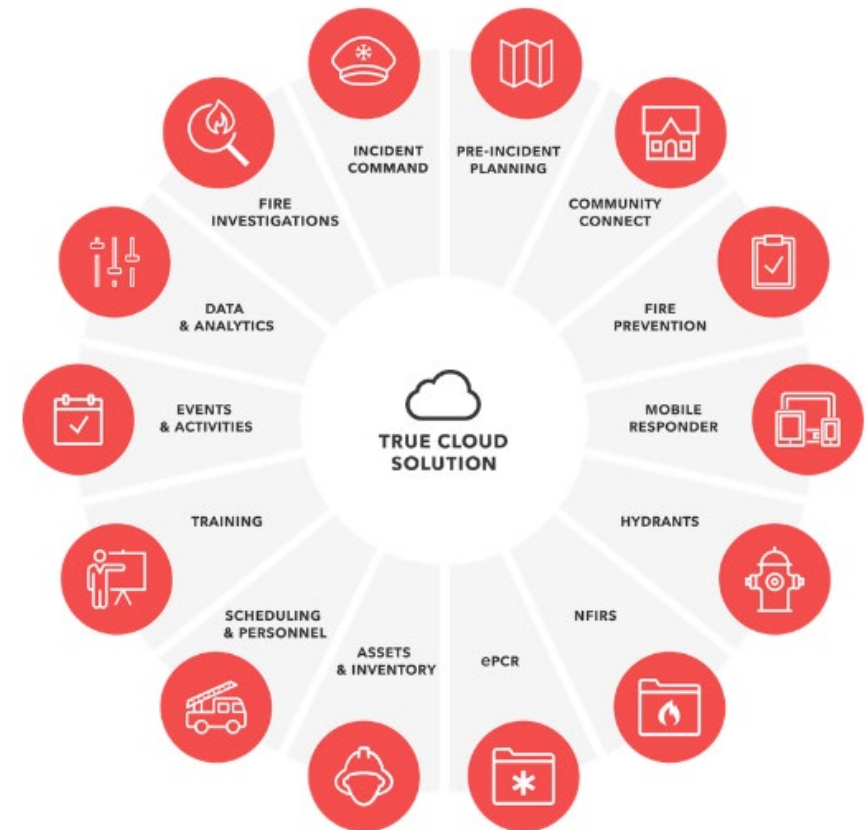 INCIDENT
COMMAND
PRE-INCIDENT
PLANNING
COMMUNITY
CONNECT
FIRE
PREVENTION
MOBILE
RESPONDER
HYDRANTS
NFIRS
ePCR
ASSETS
& INVENTORY
SCHEDULING
& PERSONNEL
TRAINING
EVENTS
& ACTIVITIES
DATA
& ANALYTICS
FIRE
INVESTIGATIONS
TRUE CLOUD
SOLUTION